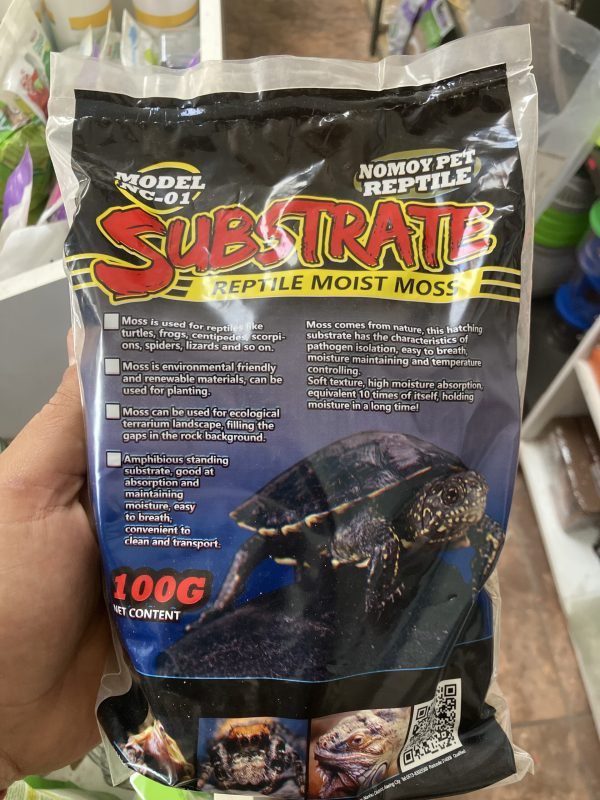 MODEL
NC-01
NOMOY PET
REPTILE
SUBSTRATE
REPTILE MOIST MOSS
Moss is used for reptiles like
turtles, frogs, centipedes, scorpi-
ons, spiders, lizards and so on.
Moss is environmental friendly
and renewable materials, can be
used for planting.
Moss can be used for ecological
terrarium landscape, filling the
gaps in the rock background.
Amphibious standing
substrate, good at
absorption and
maintaining
moisture, easy
to breath,
convenient to
clean and transport.
Moss comes from nature, this hatching
substrate has the characteristics of
pathogen isolation, easy to breath,
moisture maintaining and temperature
controlling.
Soft texture, high moisture absorption,
equivalent 10 times of itself, holding
moisture in a long time!
100G
NET CONTENT